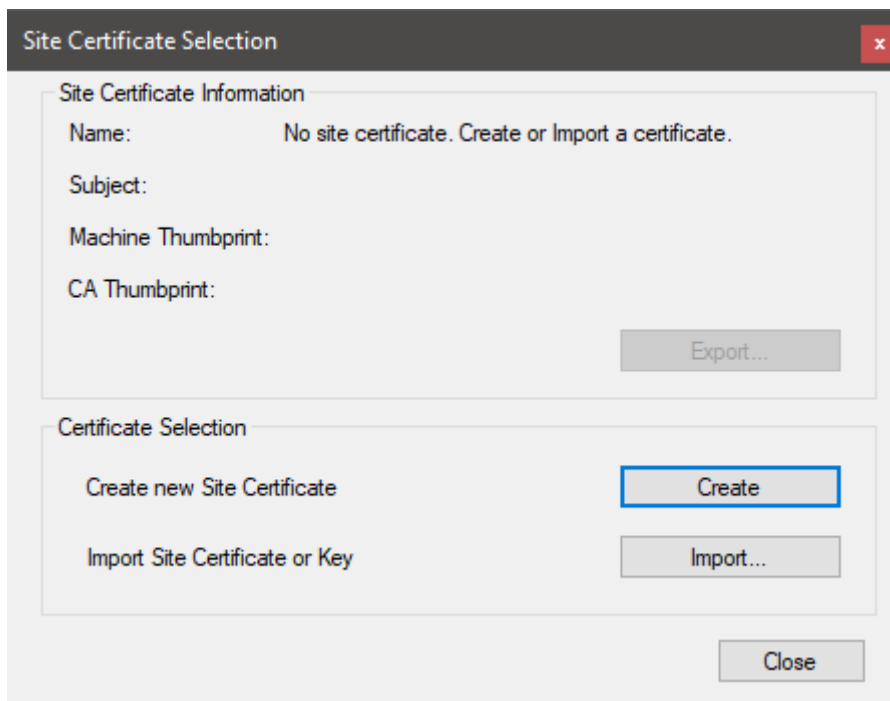 Site Certificate Selection
x
Site Certificate Information
Name: No site certificate. Create or Import a certificate.
Subject:
Machine Thumbprint:
CA Thumbprint:
Export...
Certificate Selection
Create new Site Certificate Create
Import Site Certificate or Key Import...
Close